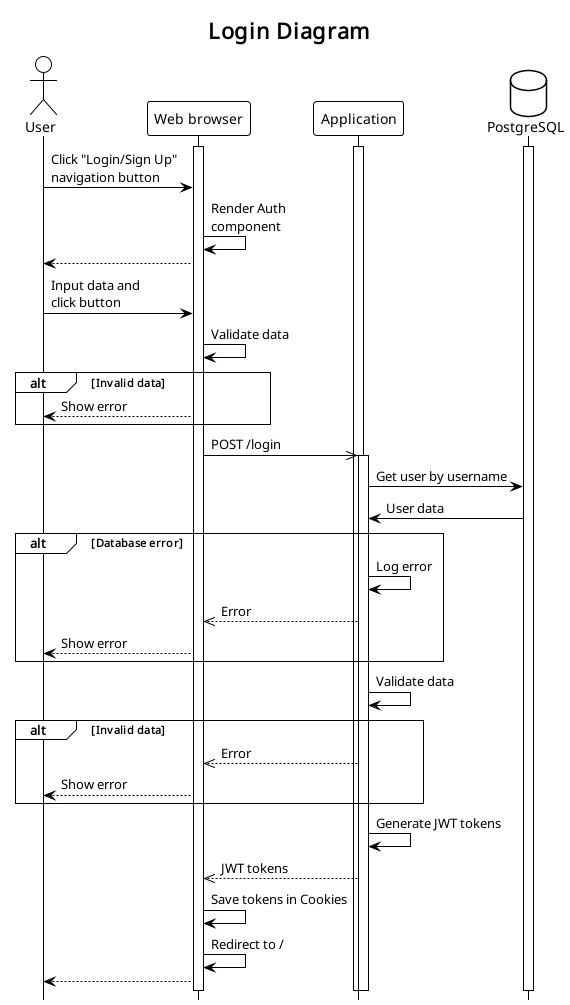 Login Diagram
User
Web browser
Application
PostgreSQL
Click "Login/Sign Up"
navigation button
Render Auth
component
Input data and
click button
Validate data
alt [Invalid data]
Show error
POST /login
Get user by username
User data
alt [Database error]
Log error
Error
Show error
Validate data
alt [Invalid data]
Error
Show error
Generate JWT tokens
JWT tokens
Save tokens in Cookies
Redirect to /